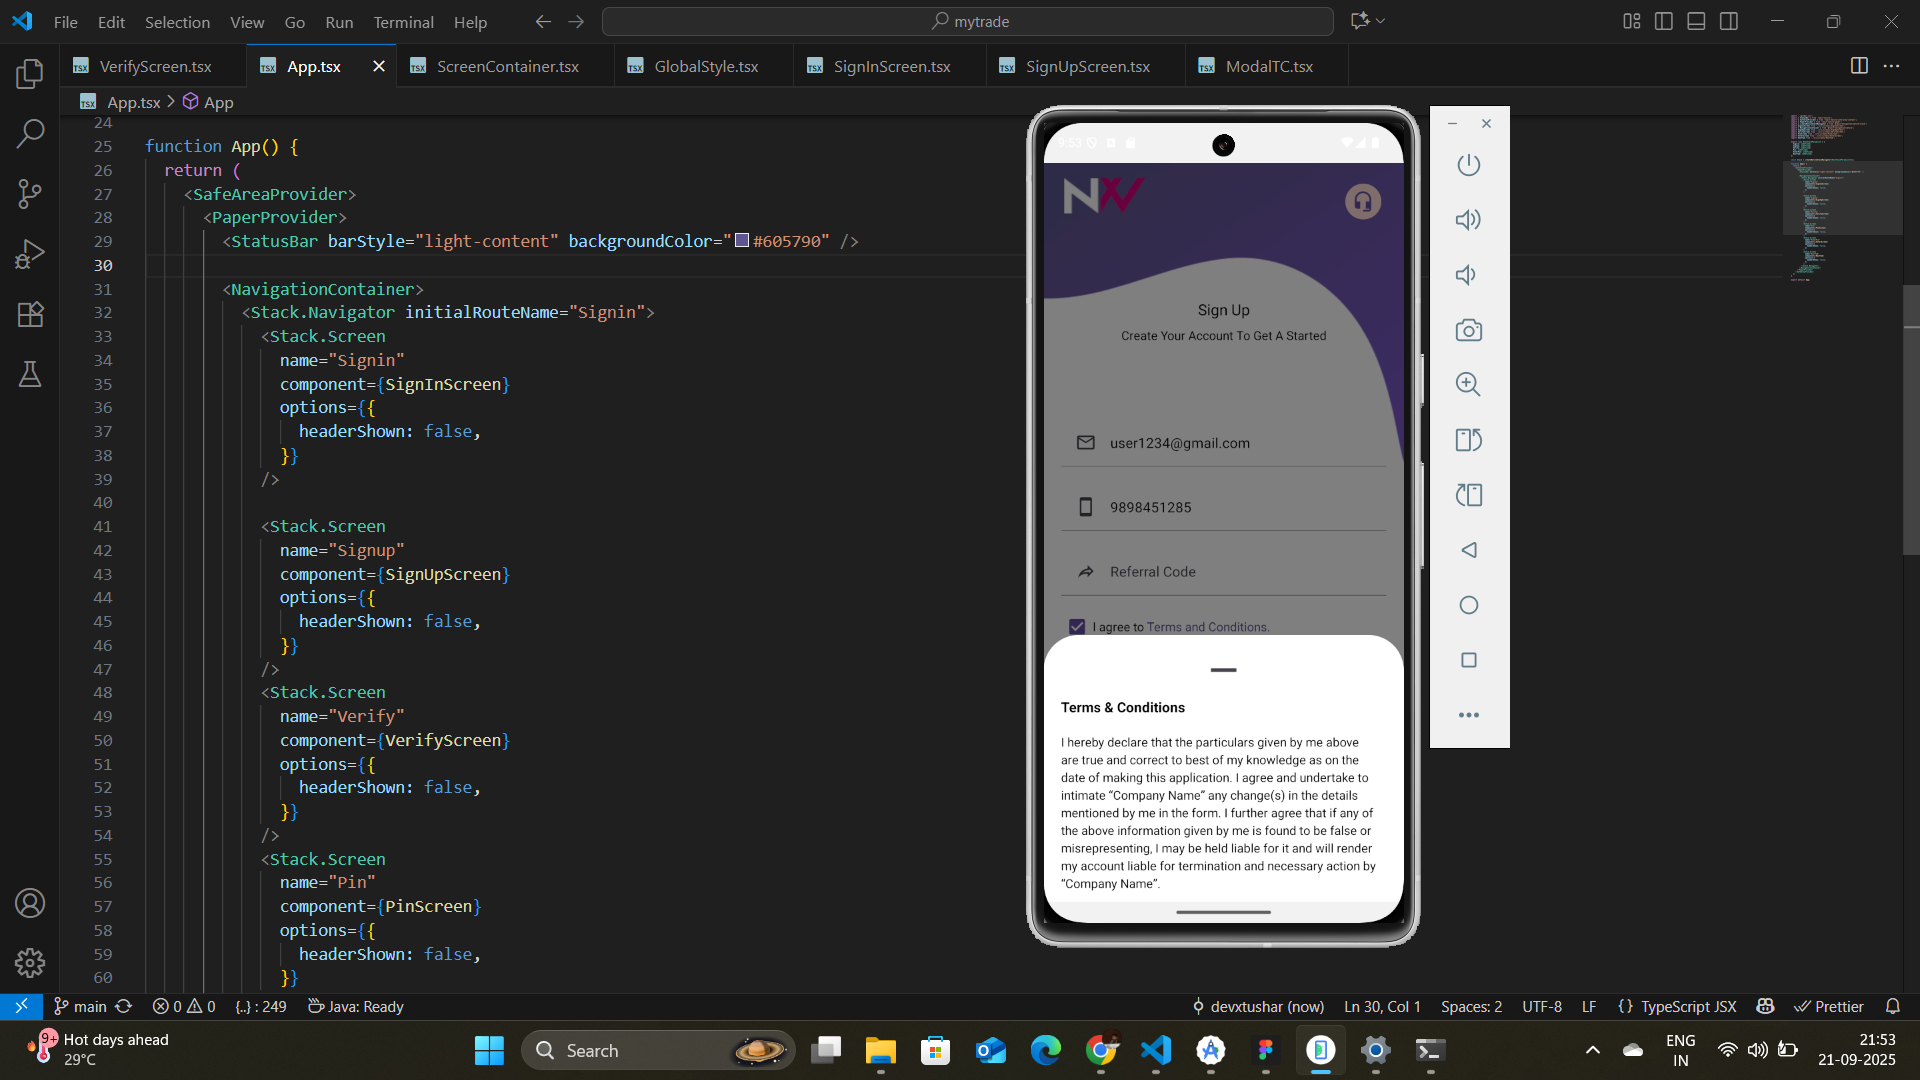 File Edit Selection View Go Run Terminal Help
mytrade
VerifyScreen.tsx App.tsx ScreenContainer.tsx GlobalStyle.tsx SignInScreen.tsx SignUpScreen.tsx ModalTC.tsx
App.tsx > App
24
25 function App() {
26 return (
27 <SafeAreaProvider>
28 <PaperProvider>
29 <StatusBar barStyle="light-content" backgroundColor="#605790" />
30
31 <NavigationContainer>
32 <Stack.Navigator initialRouteName="Signin">
33 <Stack.Screen
34 name="Signin"
35 component={SignInScreen}
36 options={{
37 headerShown: false,
38 }}
39 />
40
41 <Stack.Screen
42 name="Signup"
43 component={SignUpScreen}
44 options={{
45 headerShown: false,
46 }}
47 />
48 <Stack.Screen
49 name="Verify"
50 component={VerifyScreen}
51 options={{
52 headerShown: false,
53 }}
54 />
55 <Stack.Screen
56 name="Pin"
57 component={PinScreen}
58 options={{
59 headerShown: false,
60 }}
9:53
NXV
Sign Up
Create Your Account To Get A Started
user1234@gmail.com
9898451285
Referral Code
I agree to Terms and Conditions.
Terms & Conditions
I hereby declare that the particulars given by me above
are true and correct to best of my knowledge as on the
date of making this application. I agree and undertake to
intimate “Company Name” any change(s) in the details
mentioned by me in the form. I further agree that if any of
the above information given by me is found to be false or
misrepresenting, I may be held liable for it and will render
my account liable for termination and necessary action by
“Company Name”.
main 0 0 {..} : 249 Java: Ready devxtushar (now) Ln 30, Col 1 Spaces: 2 UTF-8 LF {} TypeScript JSX Prettier
9+ Hot days ahead
29°C
Search
ENG
IN
21:53
21-09-2025